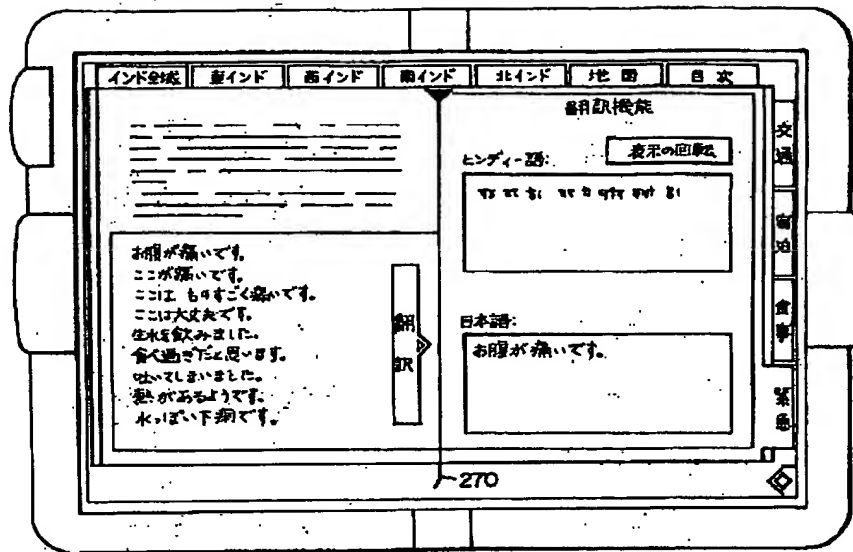 インド全域
東インド
西インド
南インド
北インド
地図
目次
翻訳機能
表示の回転
ヒンディー語:
お腹が痛いです。
ここが痛いです。
ここは ものすごく痛いです。
ここは大丈夫です。
生水を飲みました。
食べ過ぎだと思います。
吐いてしまいました。
熱があるようです。
水っぽい下痢です。
翻訳
日本語:
お腹が痛いです。
交通
宿泊
食事
緊急
270